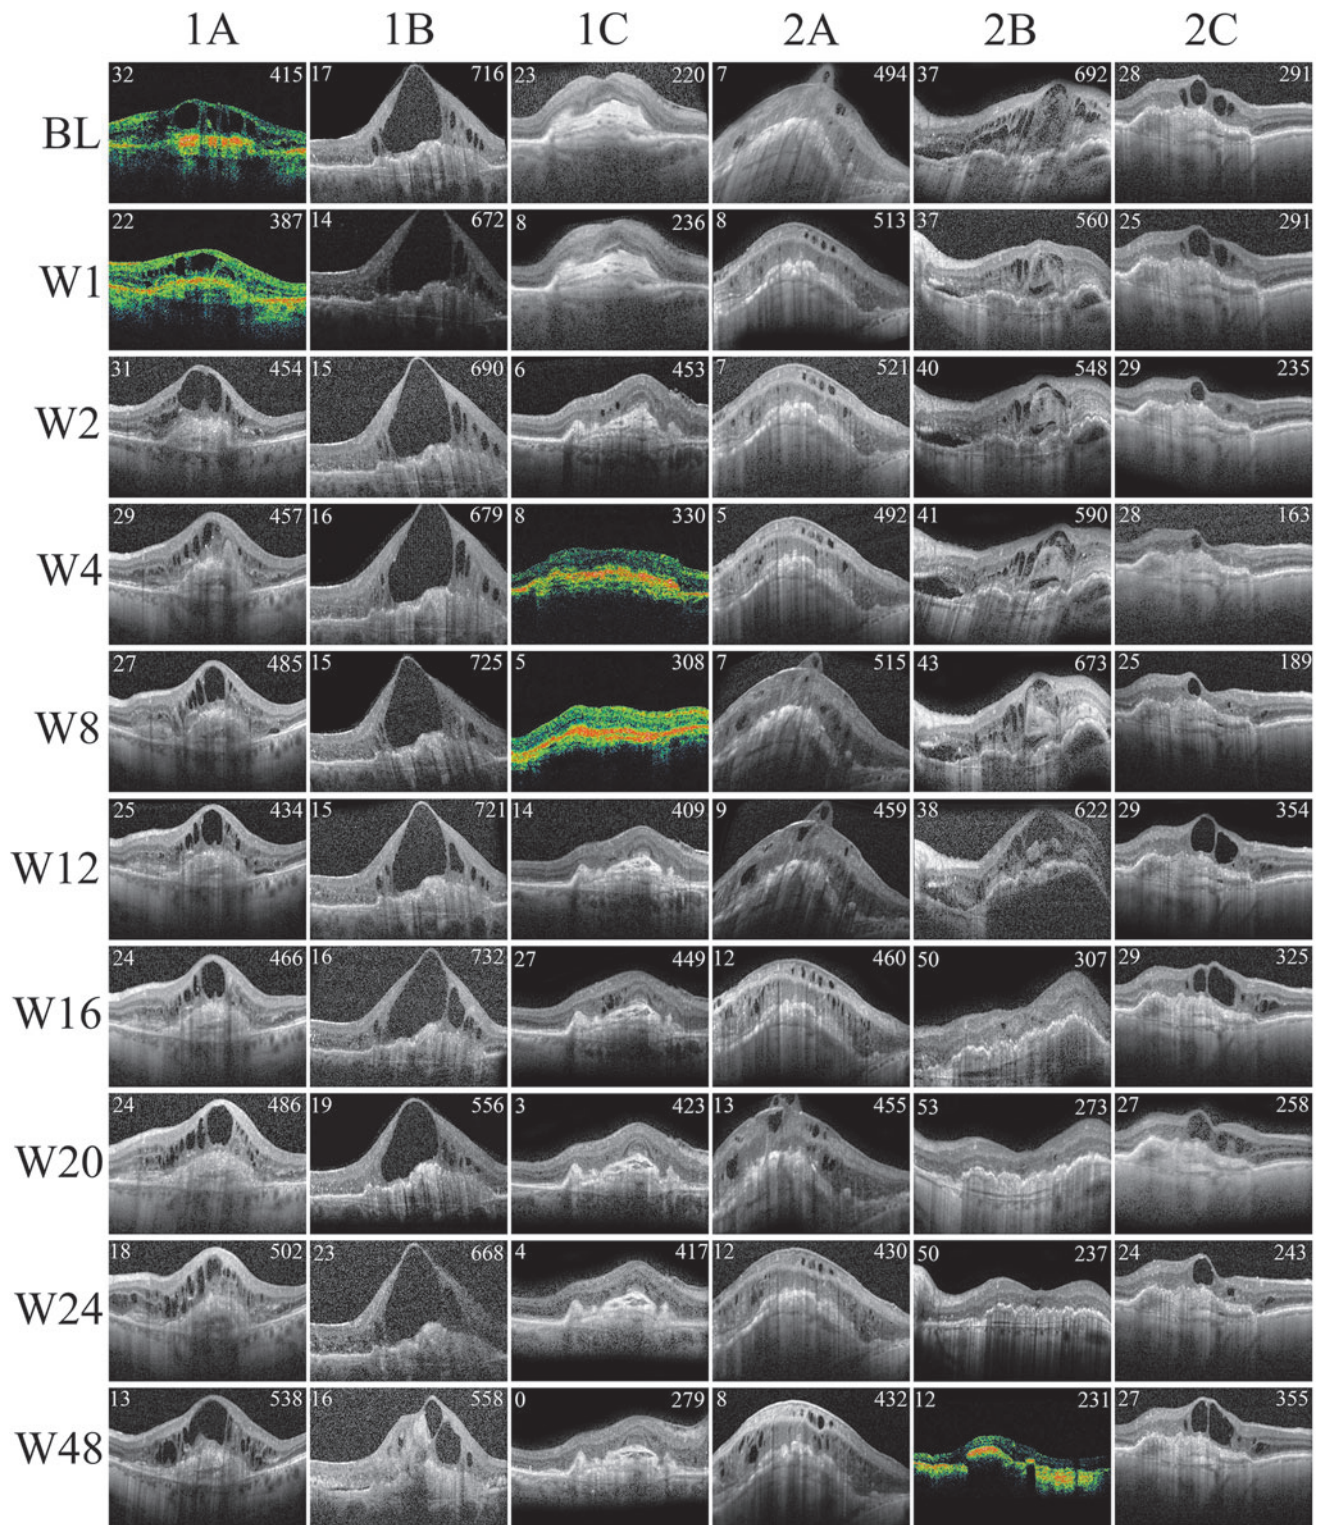 1A 1B 1C 2A 2B 2C
BL 32 415 17 716 23 220 7 494 37 692 28 291
W1 22 387 14 672 8 236 8 513 37 560 25 291
W2 31 454 15 690 6 453 7 521 40 548 29 235
W4 29 457 16 679 8 330 5 492 41 590 28 163
W8 27 485 15 725 5 308 7 515 43 673 25 189
W12 25 434 15 721 14 409 9 459 38 622 29 354
W16 24 466 16 732 27 449 12 460 50 307 29 325
W20 24 486 19 556 3 423 13 455 53 273 27 258
W24 18 502 23 668 4 417 12 430 50 237 24 243
W48 13 538 16 558 0 279 8 432 12 231 27 355